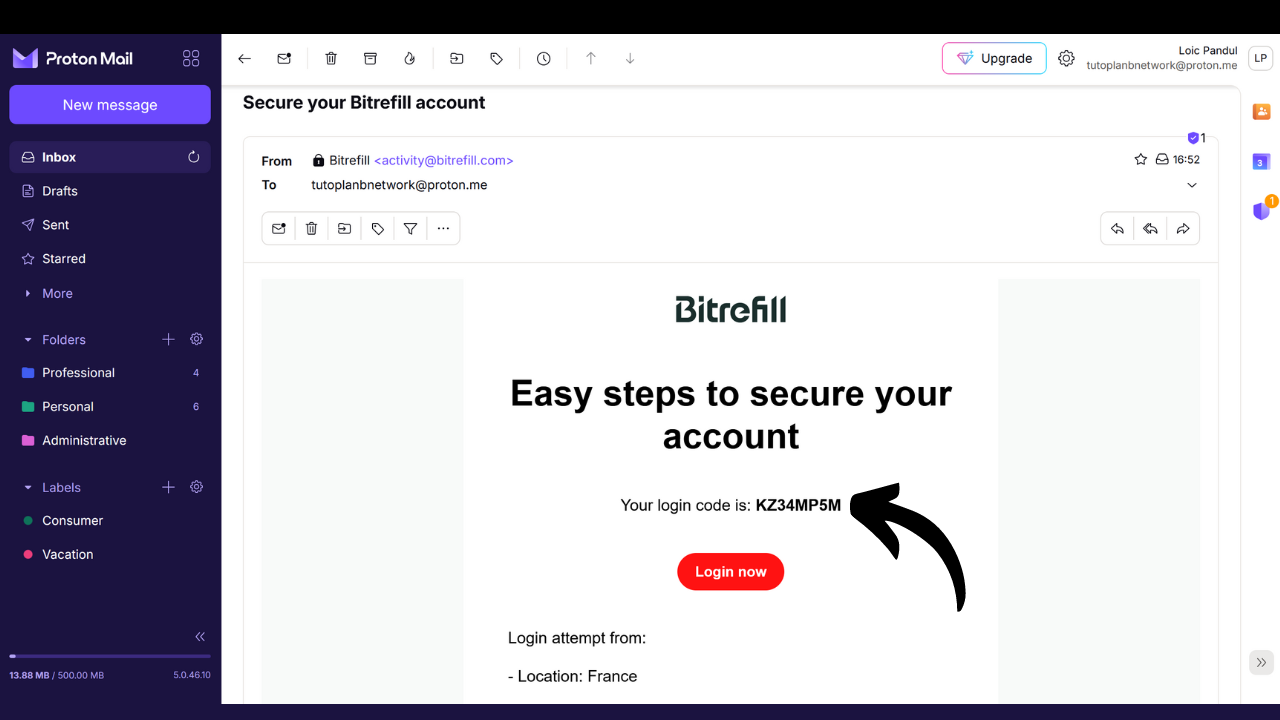 Proton Mail
New message
Inbox
Drafts
Sent
Starred
More
Folders
Professional 4
Personal 6
Administrative
Labels
Consumer
Vacation
13.88 MB / 500.00 MB 5.0.46.10
Upgrade
Loic Pandul
tutoplanbnetwork@proton.me
LP
Secure your Bitrefill account
1
From Bitrefill <activity@bitrefill.com>
16:52
To tutoplanbnetwork@proton.me
3
1
Bitrefill
Easy steps to secure your
account
Your login code is: KZ34MP5M
Login now
Login attempt from:
- Location: France